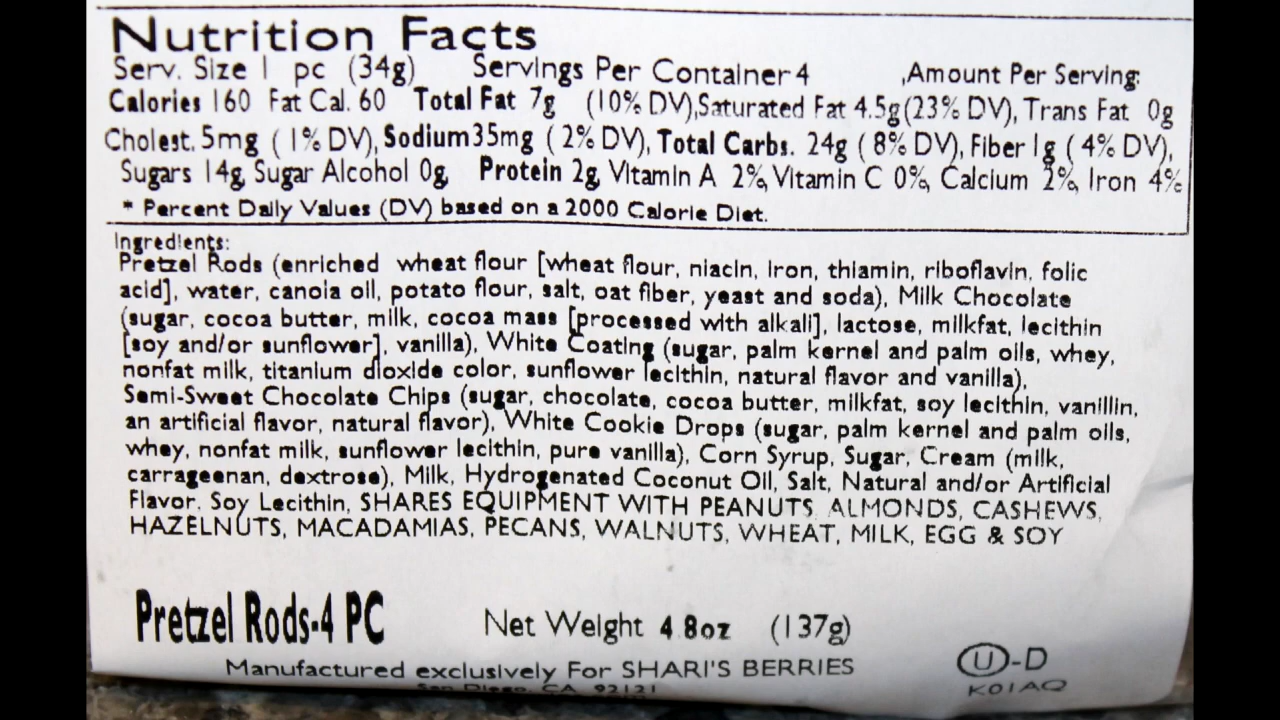 Nutrition Facts
Serv. Size 1 pc (34g) Servings Per Container 4 ,Amount Per Serving:
Calories 160 Fat Cal. 60 Total Fat 7g (10% DV),Saturated Fat 4.5g(23% DV), Trans Fat 0g
Cholest. 5mg ( 1% DV), Sodium 35mg ( 2% DV), Total Carbs. 24g ( 8% DV), Fiber 1g ( 4% DV),
Sugars 14g, Sugar Alcohol 0g, Protein 2g, Vitamin A 2%, Vitamin C 0%, Calcium 2%, Iron 4%
* Percent Daily Values (DV) based on a 2000 Calorie Diet.
Ingredients:
Pretzel Rods (enriched wheat flour [wheat flour, niacin, iron, thiamin, riboflavin, folic
acid], water, canola oil, potato flour, salt, oat fiber, yeast and soda), Milk Chocolate
(sugar, cocoa butter, milk, cocoa mass [processed with alkali], lactose, milkfat, lecithin
[soy and/or sunflower], vanilla), White Coating (sugar, palm kernel and palm oils, whey,
nonfat milk, titanium dioxide color, sunflower lecithin, natural flavor and vanilla),
Semi-Sweet Chocolate Chips (sugar, chocolate, cocoa butter, milkfat, soy lecithin, vanillin,
an artificial flavor, natural flavor), White Cookie Drops (sugar, palm kernel and palm oils,
whey, nonfat milk, sunflower lecithin, pure vanilla), Corn Syrup, Sugar, Cream (milk,
carrageenan, dextrose), Milk, Hydrogenated Coconut Oil, Salt, Natural and/or Artificial
Flavor, Soy Lecithin, SHARES EQUIPMENT WITH PEANUTS, ALMONDS, CASHEWS,
HAZELNUTS, MACADAMIAS, PECANS, WALNUTS, WHEAT, MILK, EGG & SOY
Pretzel Rods-4 PC Net Weight 4.8oz (137g)
Manufactured exclusively For SHARI'S BERRIES
San Diego, CA 92121
U-D
K01AQ